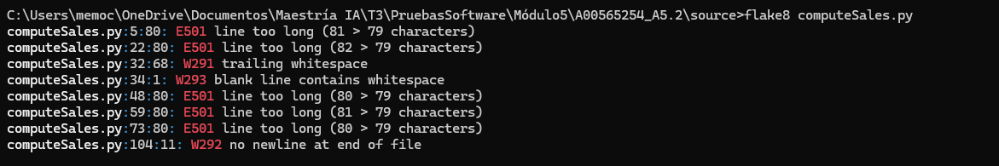 C:\Users\memoc\OneDrive\Documentos\Maestría IA\T3\PruebasSoftware\Módulo5\A00565254_A5.2\source>flake8 computeSales.py
computeSales.py:5:80: E501 line too long (81 > 79 characters)
computeSales.py:22:80: E501 line too long (82 > 79 characters)
computeSales.py:32:68: W291 trailing whitespace
computeSales.py:34:1: W293 blank line contains whitespace
computeSales.py:48:80: E501 line too long (80 > 79 characters)
computeSales.py:59:80: E501 line too long (81 > 79 characters)
computeSales.py:73:80: E501 line too long (80 > 79 characters)
computeSales.py:104:11: W292 no newline at end of file